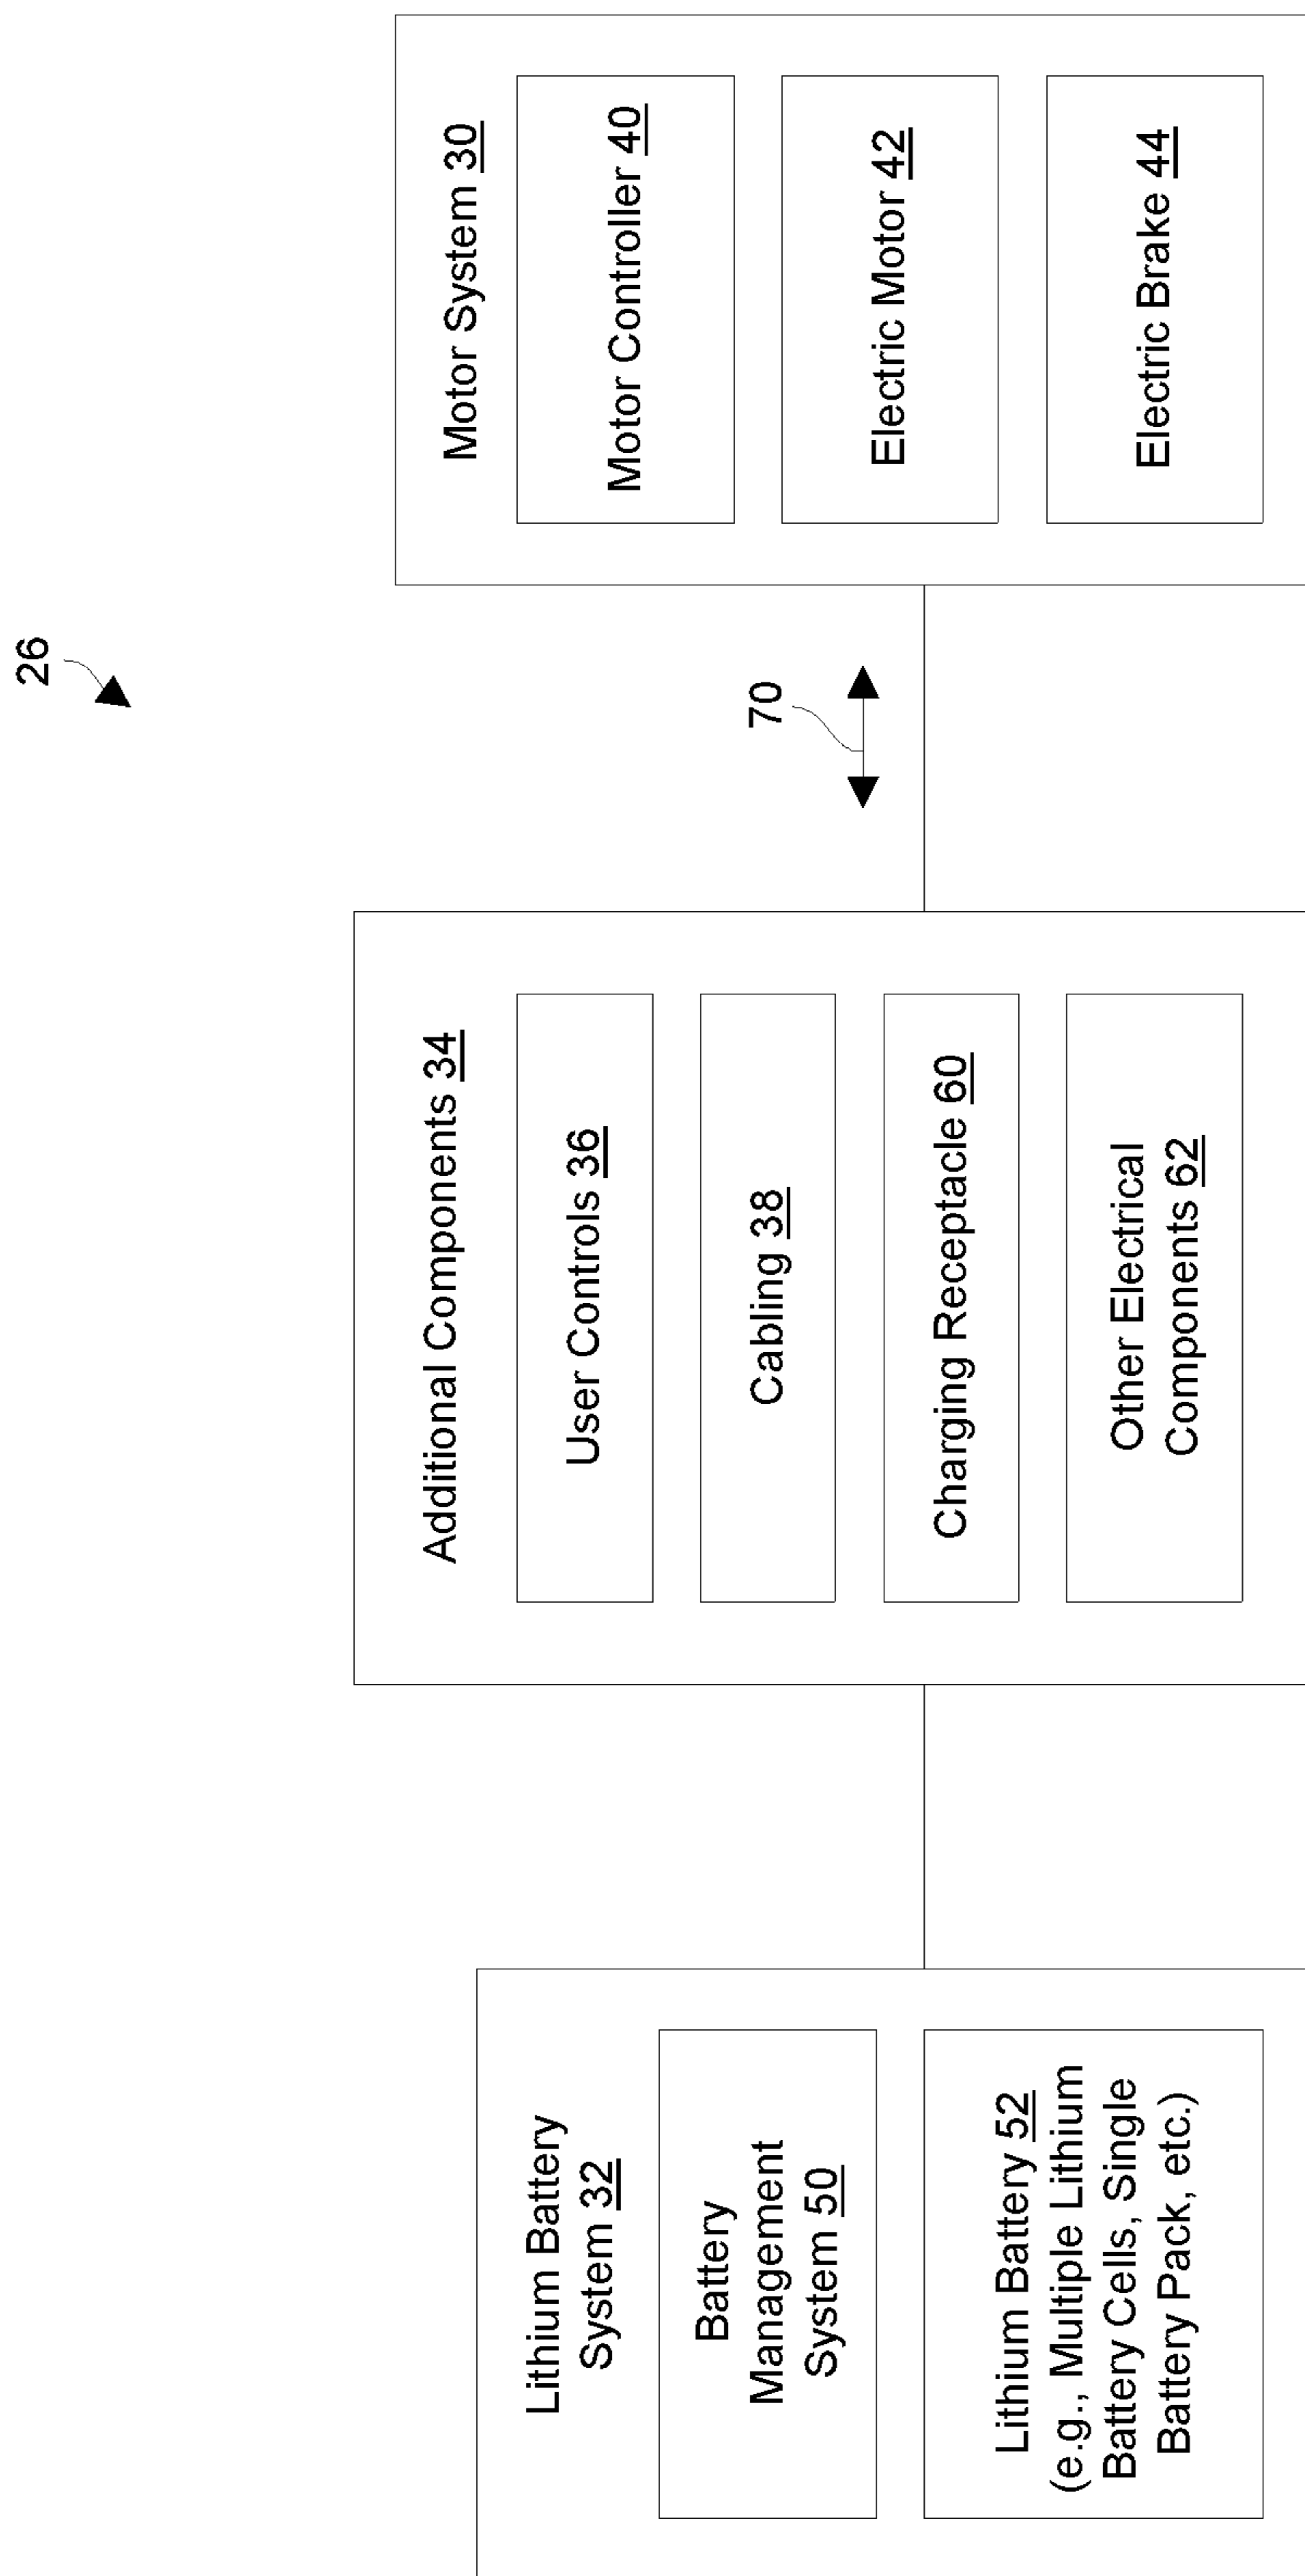 26
Lithium Battery
System 32
Battery
Management
System 50
Lithium Battery 52
(e.g., Multiple Lithium
Battery Cells, Single
Battery Pack, etc.)
Additional Components 34
User Controls 36
Cabling 38
Charging Receptacle 60
Other Electrical
Components 62
70
Motor System 30
Motor Controller 40
Electric Motor 42
Electric Brake 44